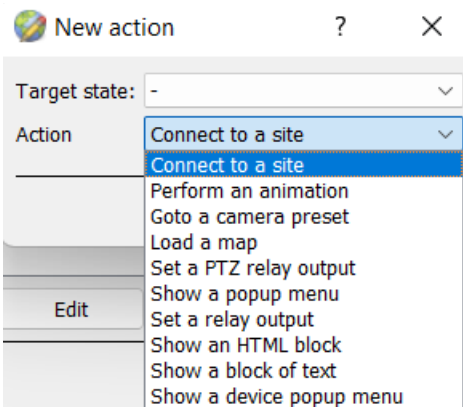 New action ?
Target state: -
Action Connect to a site
Connect to a site
Perform an animation
Goto a camera preset
Load a map
Set a PTZ relay output
Show a popup menu
Edit
Set a relay output
Show an HTML block
Show a block of text
Show a device popup menu